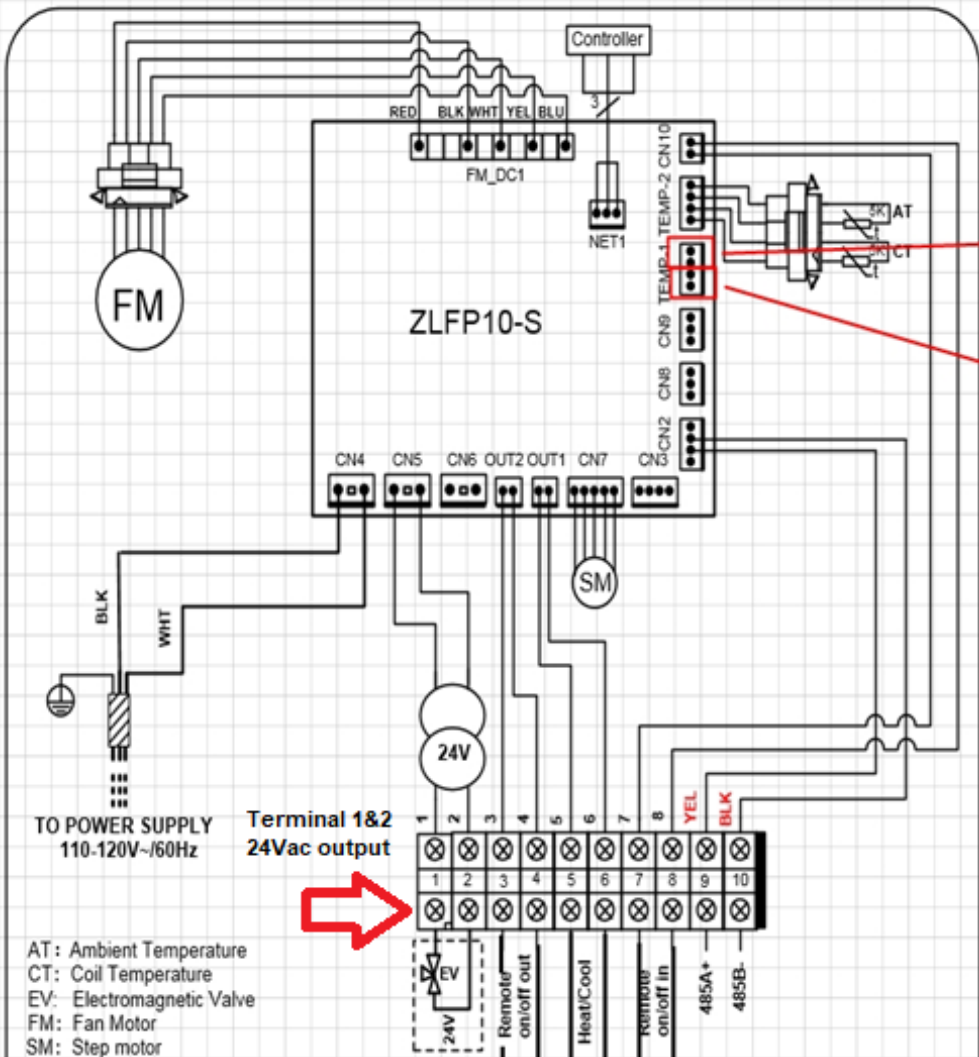 Controller
3
RED BLK WHT YEL BLU
FM_DC1
NET1
CN10
TEMP-2
TEMP-1
CN9
CN8
CN2
5K AT
t
5K CT
t
FM
ZLFP10-S
CN4 CN5 CN6 OUT2 OUT1 CN7 CN3
SM
BLK
WHT
24V
TO POWER SUPPLY
110-120V~/60Hz
Terminal 1&2
24Vac output
1 2 3 4 5 6 7 8 YEL BLK
1 2 3 4 5 6 7 8 9 10
EV
24V
Remote
on/off out
Heat/Cool
Remote
on/off in
485A+
485B-
AT: Ambient Temperature
CT: Coil Temperature
EV: Electromagnetic Valve
FM: Fan Motor
SM: Step motor